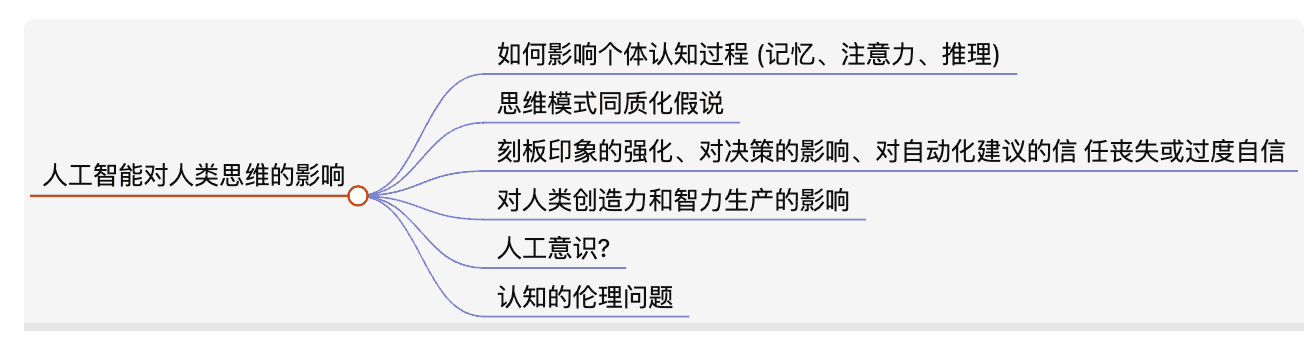 如何影响个体认知过程 (记忆、注意力、推理)
思维模式同质化假说
刻板印象的强化、对决策的影响、对自动化建议的信 任丧失或过度自信
人工智能对人类思维的影响
对人类创造力和智力生产的影响
人工意识?
认知的伦理问题